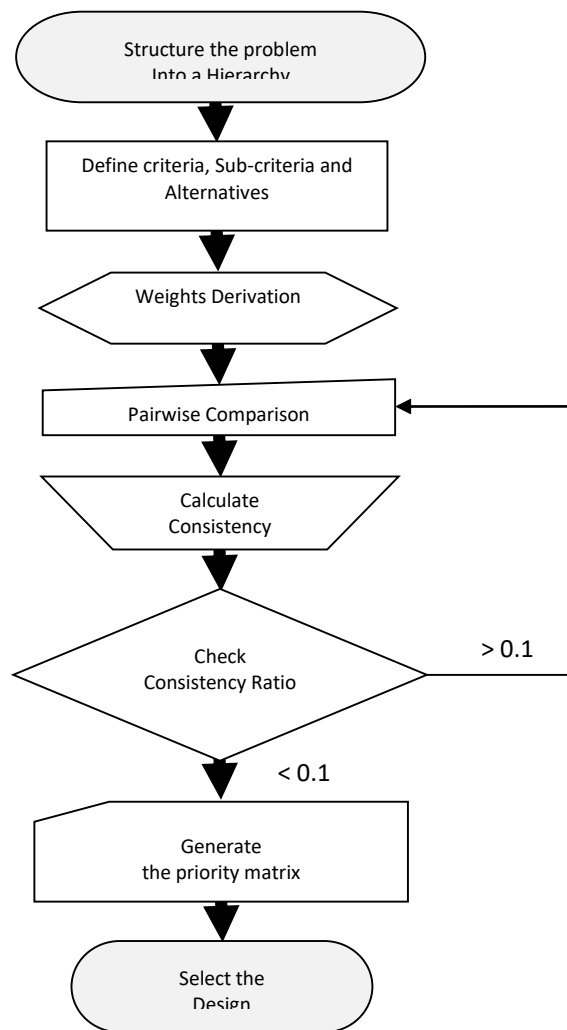 Structure the problem
Into a Hierarchy
Define criteria, Sub-criteria and
Alternatives
Weights Derivation
Pairwise Comparison
Calculate
Consistency
Check
Consistency Ratio
> 0.1
< 0.1
Generate
the priority matrix
Select the
Design